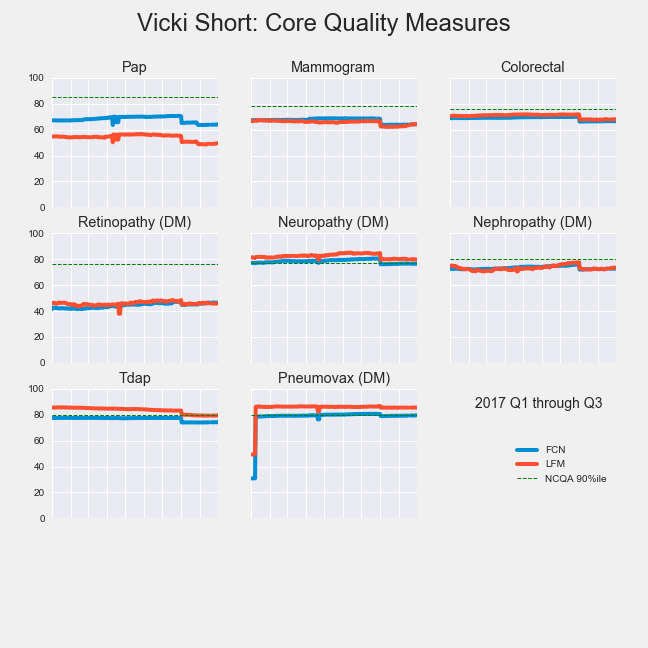 Vicki Short: Core Quality Measures
Pap
Mammogram
Colorectal
100
80
60
40
20
0
Retinopathy (DM)
Neuropathy (DM)
Nephropathy (DM)
100
80
60
40
20
0
Tdap
Pneumovax (DM)
100
80
60
40
20
0
2017 Q1 through Q3
FCN
LFM
NCQA 90%ile